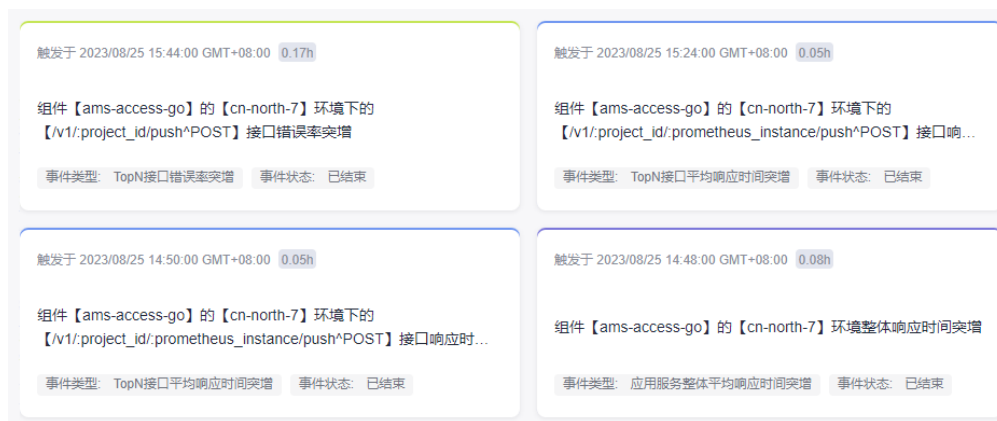 触发于 2023/08/25 15:44:00 GMT+08:00 0.17h
组件【ams-access-go】的【cn-north-7】环境下的
【/v1/:project_id/push^POST】接口错误率突增
事件类型: TopN接口错误率突增 事件状态: 已结束
触发于 2023/08/25 15:24:00 GMT+08:00 0.05h
组件【ams-access-go】的【cn-north-7】环境下的
【/v1/:project_id/:prometheus_instance/push^POST】接口响...
事件类型: TopN接口平均响应时间突增 事件状态: 已结束
触发于 2023/08/25 14:50:00 GMT+08:00 0.05h
组件【ams-access-go】的【cn-north-7】环境下的
【/v1/:project_id/:prometheus_instance/push^POST】接口响应时...
事件类型: TopN接口平均响应时间突增 事件状态: 已结束
触发于 2023/08/25 14:48:00 GMT+08:00 0.08h
组件【ams-access-go】的【cn-north-7】环境整体响应时间突增
事件类型: 应用服务整体平均响应时间突增 事件状态: 已结束